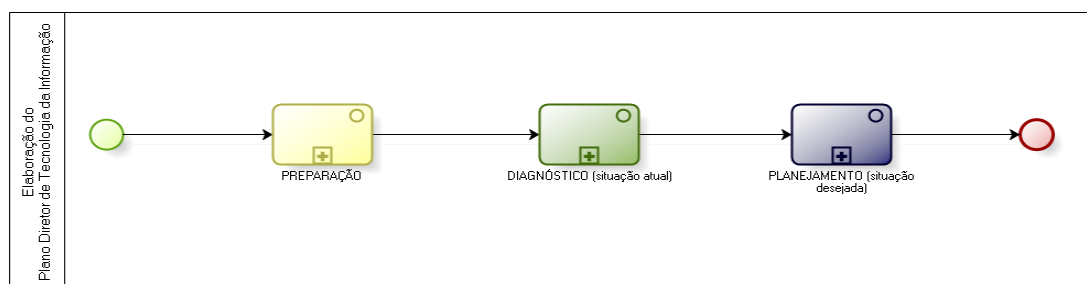 Elaboração do
Plano Diretor de Tecnologia da Informação
PREPARAÇÃO
DIAGNÓSTICO (situação atual)
PLANEJAMENTO (situação
desejada)